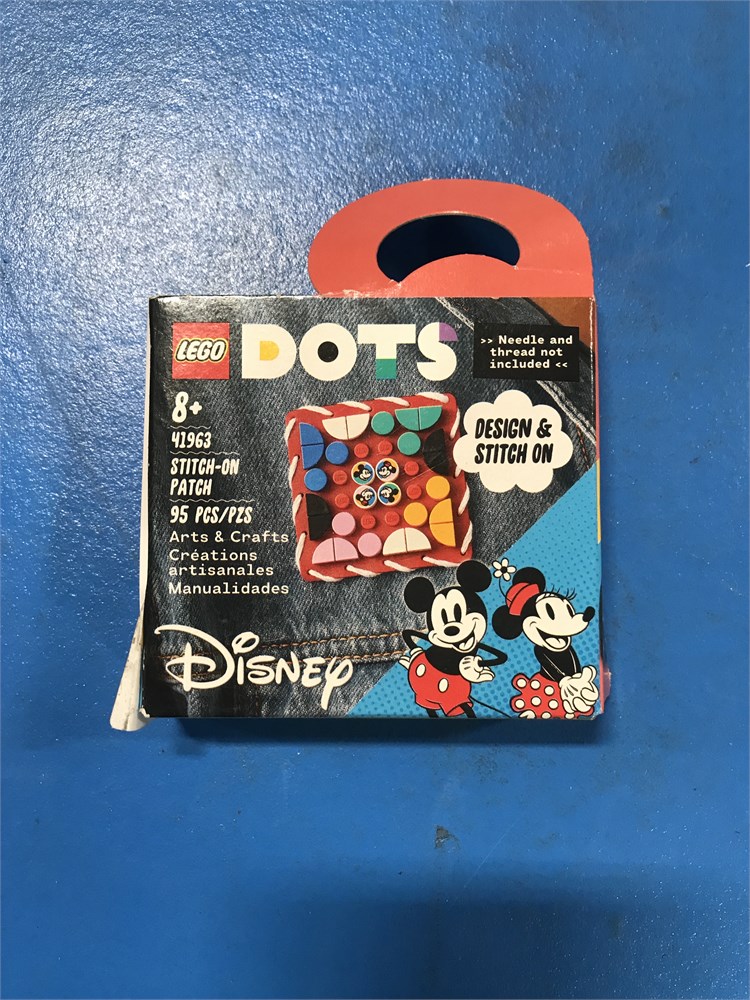 LEGO
DOTS™
>> Needle and
thread not
included <<
8+
41963
STITCH-ON
PATCH
95 PCS/PZS
Arts & Crafts
Créations
artisanales
Manualidades
DESIGN &
STITCH ON
Disney